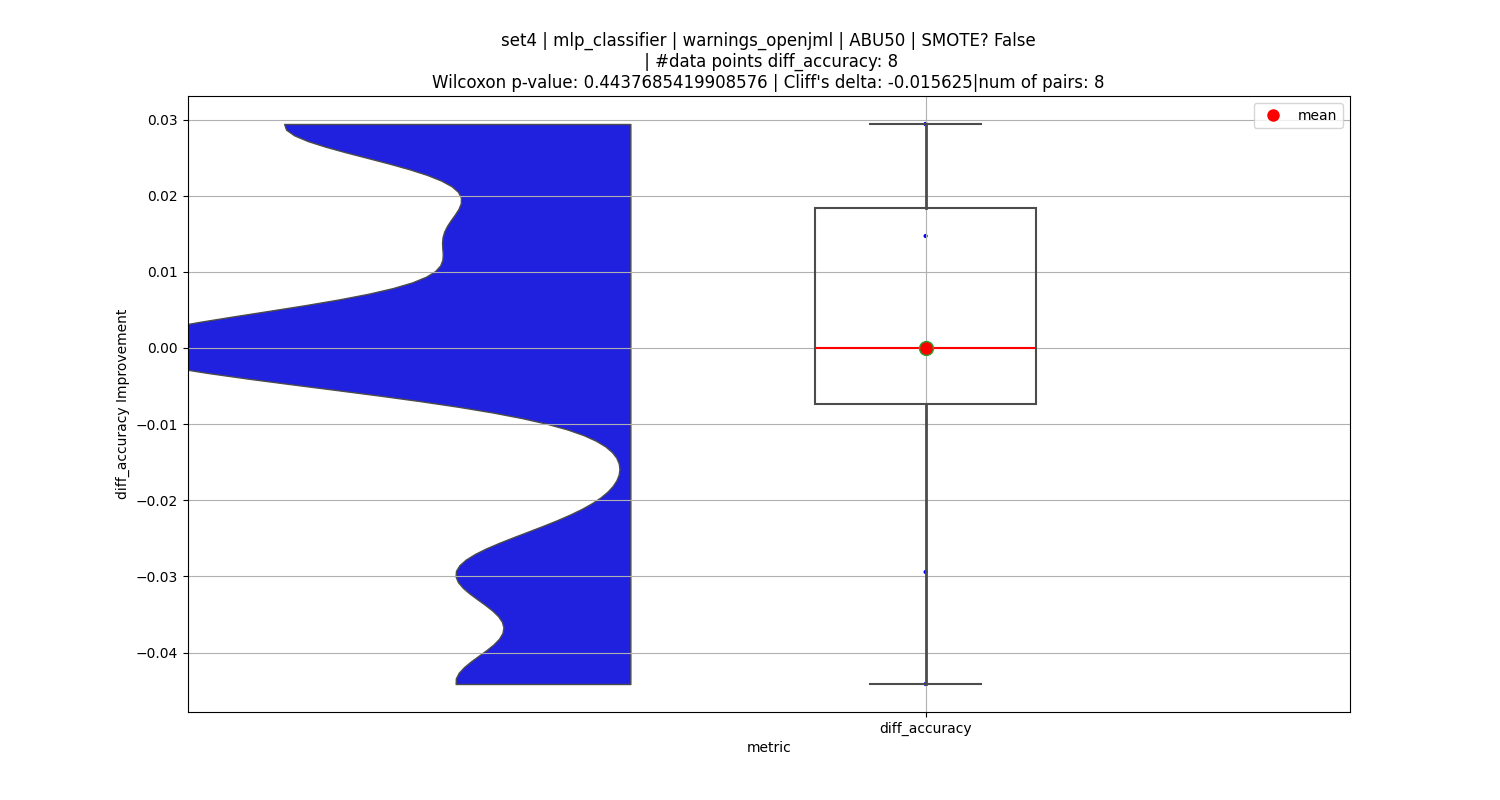 set4 | mlp_classifier | warnings_openjml | ABU50 | SMOTE? False
| #data points diff_accuracy: 8
Wilcoxon p-value: 0.4437685419908576 | Cliff's delta: -0.015625|num of pairs: 8
mean
0.03
0.02
0.01
0.00
−0.01
−0.02
−0.03
−0.04
diff_accuracy Improvement
diff_accuracy
metric